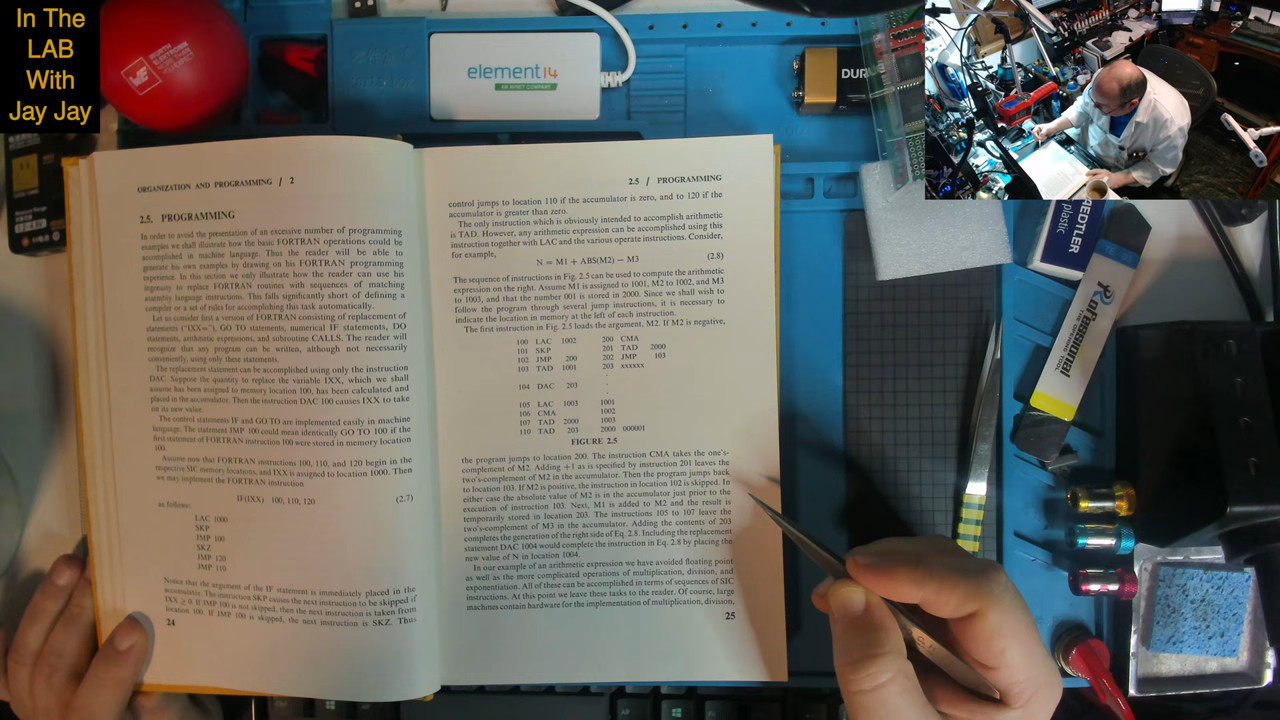 In The
LAB
With
Jay Jay
WE
WURTH
ELEKTRONIK
element14
AN AVNET COMPANY
DUR
AEDTLER
plastic
Professional
THE OPENING TOOL
ORGANIZATION AND PROGRAMMING / 2
2.5. PROGRAMMING
In order to avoid the presentation of an excessive number of programming
examples we shall illustrate how the basic FORTRAN operations could be
accomplished in machine language. Thus the reader will be able to
generate his own examples by drawing on his FORTRAN programming
experience. In this section we only illustrate how the reader can use his
ingenuity to replace FORTRAN routines with sequences of matching
assembly language instructions. This falls significantly short of defining a
compiler or a set of rules for accomplishing this task automatically.
Let us consider first a version of FORTRAN consisting of replacement of
statements ("IXX="), GO TO statements, numerical IF statements, DO
statements, arithmetic expressions, and subroutine CALLS. The reader will
recognize that any program can be written, although not necessarily
conveniently, using only these statements.
The replacement statement can be accomplished using only the instruction
DAC. Suppose the quantity to replace the variable IXX, which we shall
assume has been assigned to memory location 100, has been calculated and
placed in the accumulator. Then the instruction DAC 100 causes IXX to take
on its new value.
The control statements IF and GO TO are implemented easily in machine
language. The statement JMP 100 could mean identically GO TO 100 if the
first statement of FORTRAN instruction 100 were stored in memory location
100.
Assume now that FORTRAN instructions 100, 110, and 120 begin in the
respective SIC memory locations, and IXX is assigned to location 1000. Then
we may implement the FORTRAN instruction
IF(IXX) 100, 110, 120 (2.7)
as follows:
LAC 1000
SKP
JMP 100
SKZ
JMP 120
JMP 110
Notice that the argument of the IF statement is immediately placed in the
accumulator. The instruction SKP causes the next instruction to be skipped if
IXX ≥ 0. If JMP 100 is not skipped, then the next instruction is taken from
location 100. If JMP 100 is skipped, the next instruction is SKZ. Thus
24
2.5 / PROGRAMMING
control jumps to location 110 if the accumulator is zero, and to 120 if the
accumulator is greater than zero.
The only instruction which is obviously intended to accomplish arithmetic
is TAD. However, any arithmetic expression can be accomplished using this
instruction together with LAC and the various operate instructions. Consider,
for example,
N = M1 + ABS(M2) − M3 (2.8)
The sequence of instructions in Fig. 2.5 can be used to compute the arithmetic
expression on the right. Assume M1 is assigned to 1001, M2 to 1002, and M3
to 1003, and that the number 001 is stored in 2000. Since we shall wish to
follow the program through several jump instructions, it is necessary to
indicate the location in memory at the left of each instruction.
The first instruction in Fig. 2.5 loads the argument, M2. If M2 is negative,
100 LAC 1002 200 CMA
101 SKP 201 TAD 2000
102 JMP 200 202 JMP 103
103 TAD 1001 203 xxxxxx
104 DAC 203
105 LAC 1003 1001
106 CMA 1002
107 TAD 2000 1003
110 TAD 203 2000 000001
FIGURE 2.5
the program jumps to location 200. The instruction CMA takes the one's-
complement of M2. Adding +1 as is specified by instruction 201 leaves the
two's-complement of M2 in the accumulator. Then the program jumps back
to location 103. If M2 is positive, the instruction in location 102 is skipped. In
either case the absolute value of M2 is in the accumulator just prior to the
execution of instruction 103. Next, M1 is added to M2 and the result is
temporarily stored in location 203. The instructions 105 to 107 leave the
two's-complement of M3 in the accumulator. Adding the contents of 203
completes the generation of the right side of Eq. 2.8. Including the replacement
statement DAC 1004 would complete the instruction in Eq. 2.8 by placing the
new value of N in location 1004.
In our example of an arithmetic expression we have avoided floating point
as well as the more complicated operations of multiplication, division, and
exponentiation. All of these can be accomplished in terms of sequences of SIC
instructions. At this point we leave these tasks to the reader. Of course, large
machines contain hardware for the implementation of multiplication, division,
25